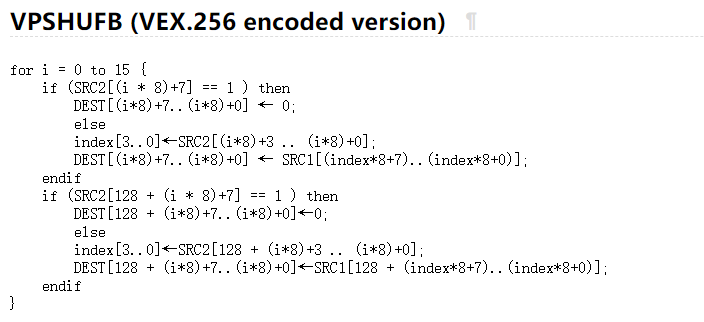 VPSHUFB (VEX.256 encoded version) ¶
for i = 0 to 15 {
    if (SRC2[(i * 8)+7] == 1 ) then
        DEST[(i*8)+7..(i*8)+0] ← 0;
        else
        index[3..0]←SRC2[(i*8)+3 .. (i*8)+0];
        DEST[(i*8)+7..(i*8)+0] ← SRC1[(index*8+7)..(index*8+0)];
    endif
    if (SRC2[128 + (i * 8)+7] == 1 ) then
        DEST[128 + (i*8)+7..(i*8)+0]←0;
        else
        index[3..0]←SRC2[128 + (i*8)+3 .. (i*8)+0];
        DEST[128 + (i*8)+7..(i*8)+0]←SRC1[128 + (index*8+7)..(index*8+0)];
    endif
}